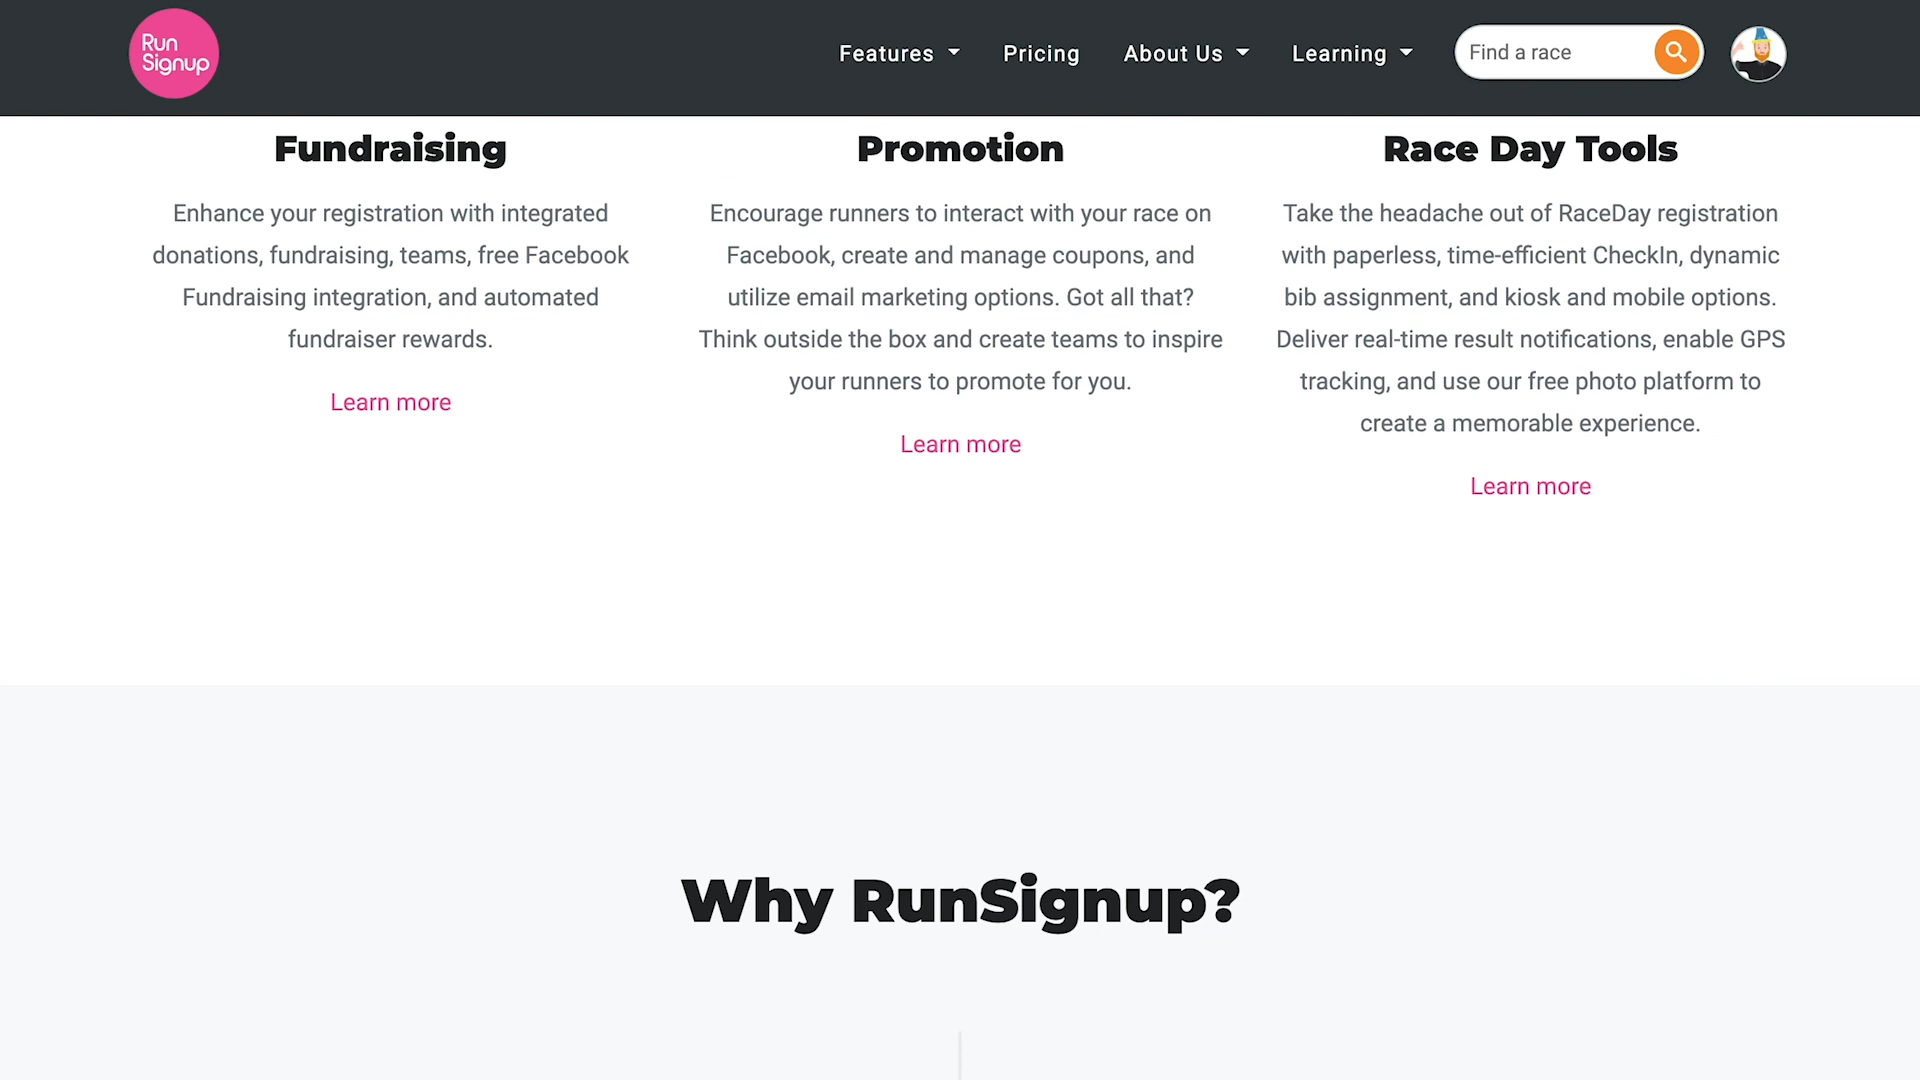 Run
Signup
Features
Pricing
About Us
Learning
Find a race
Fundraising
Enhance your registration with integrated
donations, fundraising, teams, free Facebook
Fundraising integration, and automated
fundraiser rewards.
Learn more
Promotion
Encourage runners to interact with your race on
Facebook, create and manage coupons, and
utilize email marketing options. Got all that?
Think outside the box and create teams to inspire
your runners to promote for you.
Learn more
Race Day Tools
Take the headache out of RaceDay registration
with paperless, time-efficient CheckIn, dynamic
bib assignment, and kiosk and mobile options.
Deliver real-time result notifications, enable GPS
tracking, and use our free photo platform to
create a memorable experience.
Learn more
Why RunSignup?